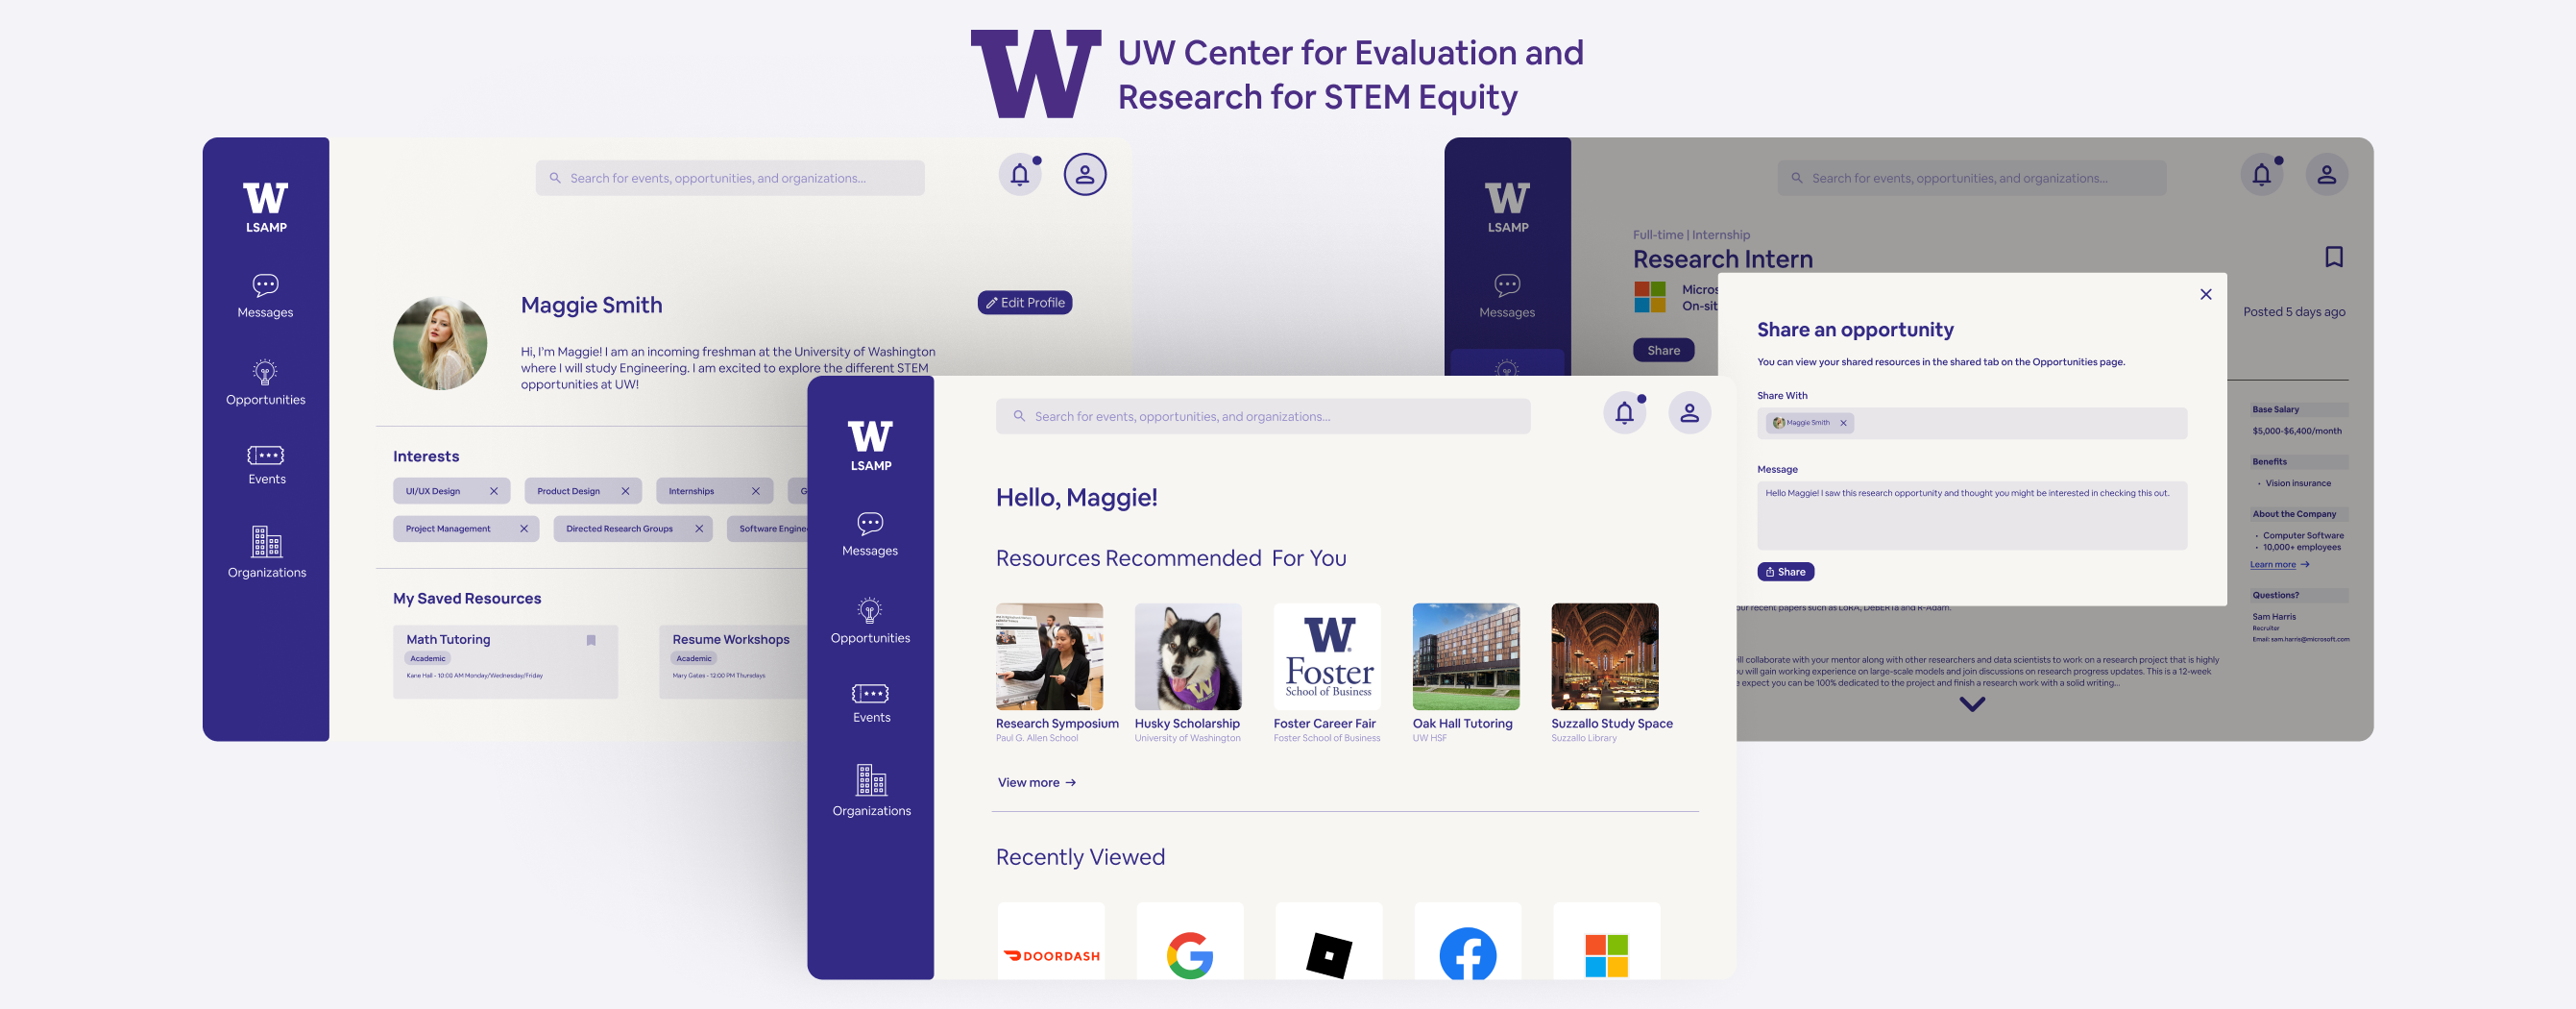 W UW Center for Evaluation and
Research for STEM Equity
W
LSAMP
Messages
Opportunities
Events
Organizations
Search for events, opportunities, and organizations...
Maggie Smith
Edit Profile
Hi, I'm Maggie! I am an incoming freshman at the University of Washington
where I will study Engineering. I am excited to explore the different STEM
opportunities at UW!
Interests
UI/UX Design
Product Design
Internships
G
Project Management
Directed Research Groups
Software Enginee
My Saved Resources
Math Tutoring
Academic
Kane Hall - 10:00 AM Monday/Wednesday/Friday
Resume Workshops
Academic
Mary Gates - 12:00 PM Thursdays
W
LSAMP
Messages
Opportunities
Events
Organizations
Search for events, opportunities, and organizations...
Hello, Maggie!
Resources Recommended For You
W
Foster
School of Business
Research Symposium
Paul G. Allen School
Husky Scholarship
University of Washington
Foster Career Fair
Foster School of Business
Oak Hall Tutoring
UW HSF
Suzzallo Study Space
Suzzallo Library
View more
Recently Viewed
DOORDASH
W
LSAMP
Messages
Search for events, opportunities, and organizations...
Full-time | Internship
Research Intern
Micros
On-sit
Share
Posted 5 days ago
Share an opportunity
You can view your shared resources in the shared tab on the Opportunities page.
Share With
Maggie Smith
Message
Hello Maggie! I saw this research opportunity and thought you might be interested in checking this out.
Share
Base Salary
$5,000-$6,400/month
Benefits
Vision insurance
About the Company
Computer Software
10,000+ employees
Learn more
Questions?
Sam Harris
Recruiter
Email: sam.harris@microsoft.com
our recent papers such as LoRA, DeBERTa and R-Adam.
ill collaborate with your mentor along with other researchers and data scientists to work on a research project that is highly
u will gain working experience on large-scale models and join discussions on research progress updates. This is a 12-week
expect you can be 100% dedicated to the project and finish a research work with a solid writing...